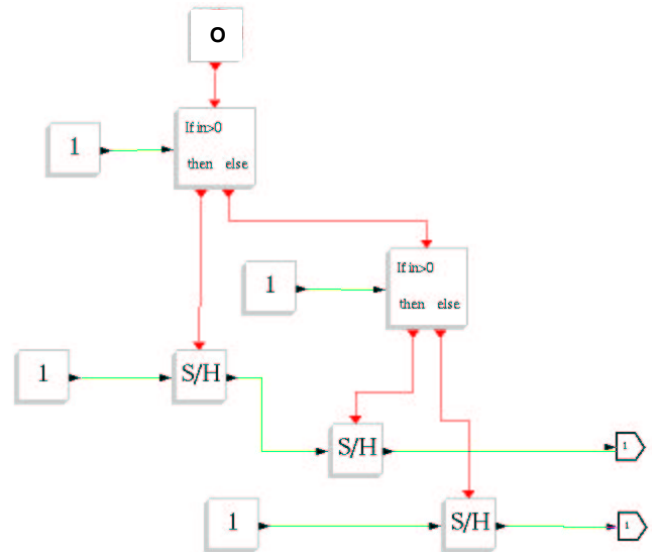 O
If in>0
1
then else
If in>0
1
then else
1
S/H
S/H
1
1
S/H
1